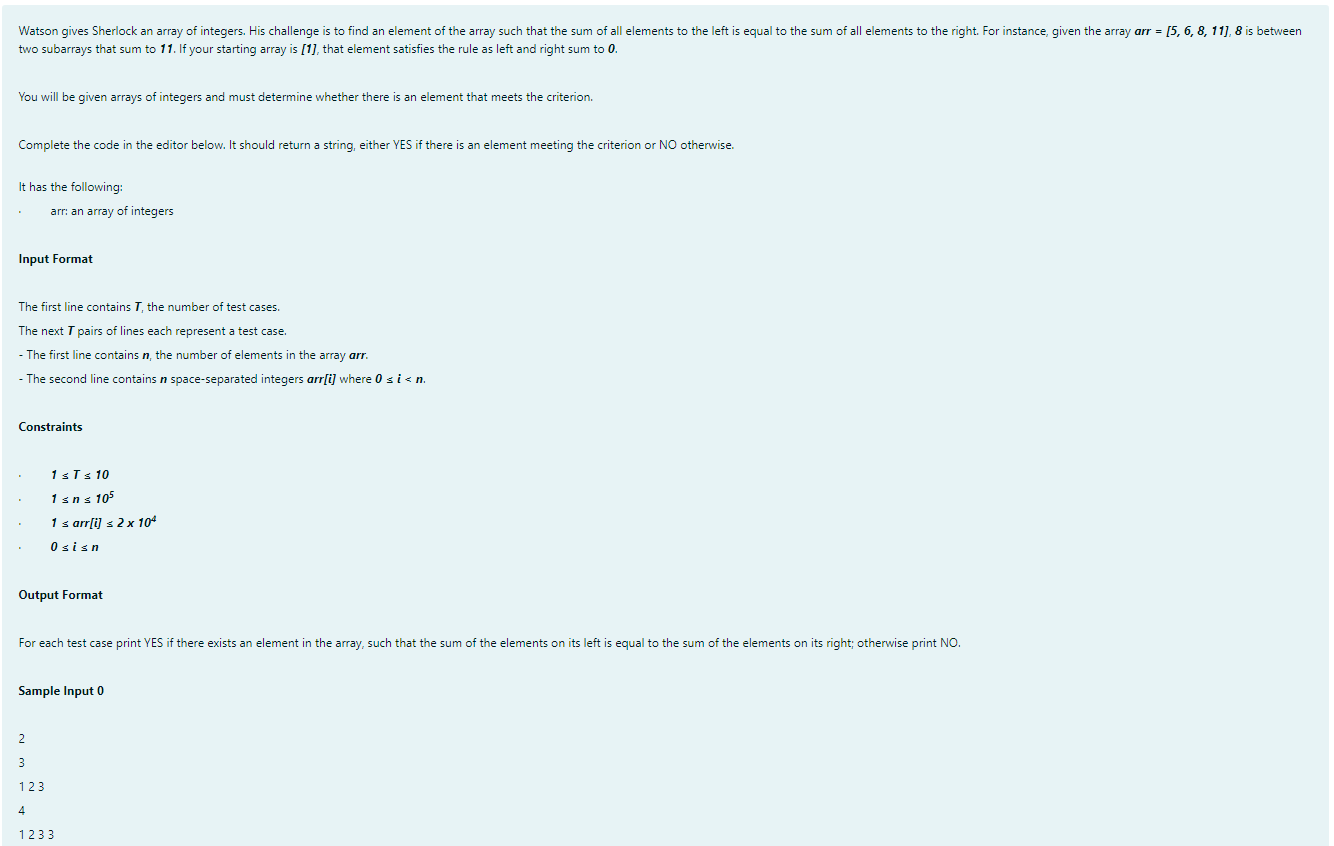 Watson gives Sherlock an array of integers. His challenge is to find an element of the array such that the sum of all elements to the left is equal to the sum of all elements to the right. For instance, given the array arr = [5, 6, 8, 11], 8 is between
two subarrays that sum to 11. If your starting array is [1], that element satisfies the rule as left and right sum to 0.
You will be given arrays of integers and must determine whether there is an element that meets the criterion.
Complete the code in the editor below. It should return a string, either YES if there is an element meeting the criterion or NO otherwise.
It has the following:
· arr: an array of integers
Input Format
The first line contains T, the number of test cases.
The next T pairs of lines each represent a test case.
- The first line contains n, the number of elements in the array arr.
- The second line contains n space-separated integers arr[i] where 0 ≤ i < n.
Constraints
· 1 ≤ T ≤ 10
· 1 ≤ n ≤ 10⁵
· 1 ≤ arr[i] ≤ 2 x 10⁴
· 0 ≤ i ≤ n
Output Format
For each test case print YES if there exists an element in the array, such that the sum of the elements on its left is equal to the sum of the elements on its right; otherwise print NO.
Sample Input 0
2
3
1 2 3
4
1 2 3 3